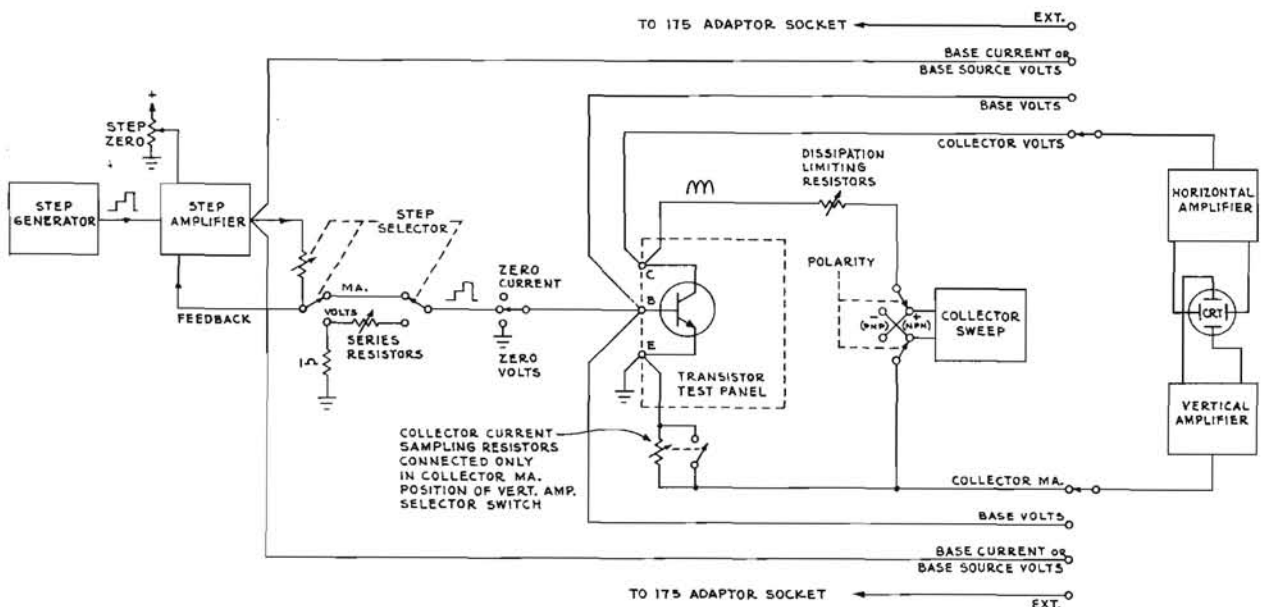 TO 175 ADAPTOR SOCKET
EXT.
BASE CURRENT OR
BASE SOURCE VOLTS
BASE VOLTS
COLLECTOR VOLTS
+
STEP
ZERO
STEP
GENERATOR
STEP
AMPLIFIER
STEP
SELECTOR
MA.
FEEDBACK
VOLTS
SERIES
RESISTORS
1Ω
ZERO
CURRENT
ZERO
VOLTS
DISSIPATION
LIMITING
RESISTORS
C
B
E
TRANSISTOR
TEST PANEL
POLARITY
-
(PNP)
+
(NPN)
COLLECTOR
SWEEP
HORIZONTAL
AMPLIFIER
CRT
VERTICAL
AMPLIFIER
COLLECTOR CURRENT
SAMPLING RESISTORS
CONNECTED ONLY
IN COLLECTOR MA.
POSITION OF VERT. AMP.
SELECTOR SWITCH
COLLECTOR MA.
BASE VOLTS
BASE CURRENT OR
BASE SOURCE VOLTS
TO 175 ADAPTOR SOCKET
EXT.